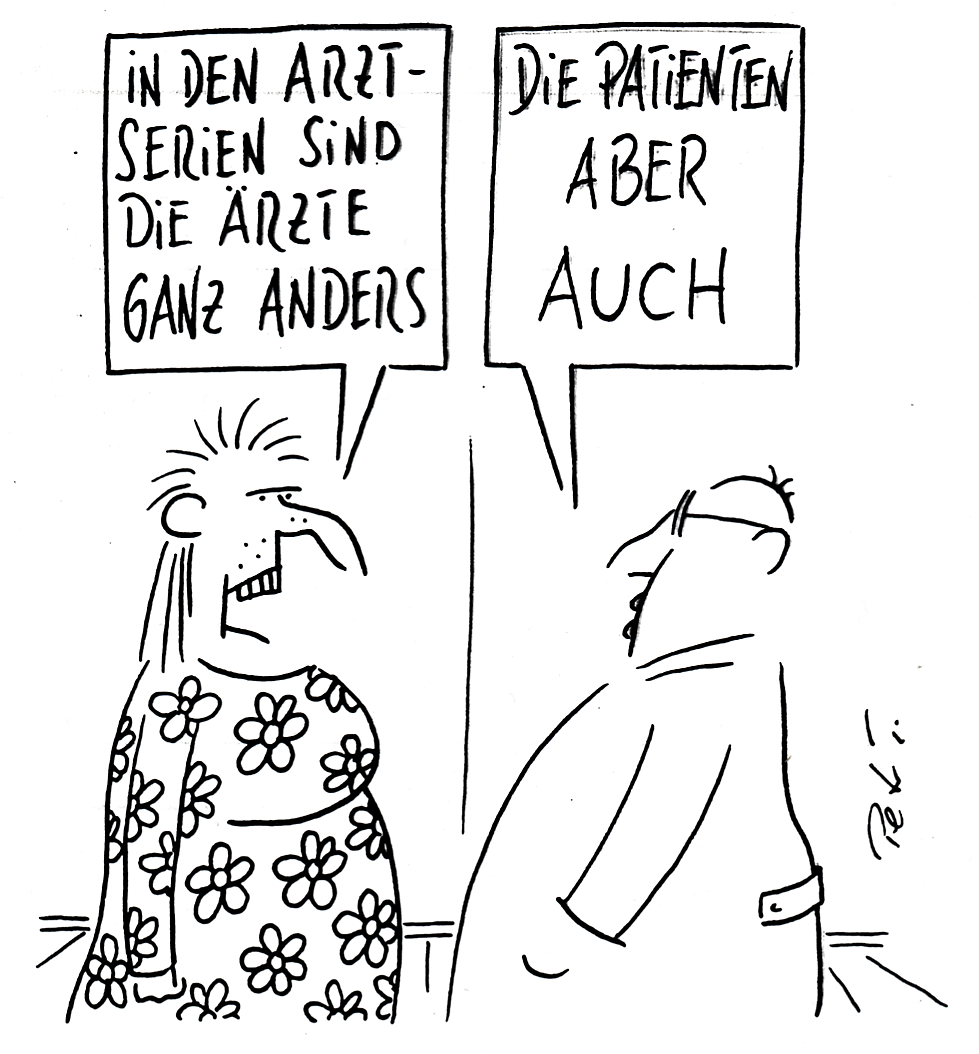 IN DEN ARZT-
SERIEN SIND
DIE ÄRZTE
GANZ ANDERS
DIE PATIENTEN
ABER
AUCH